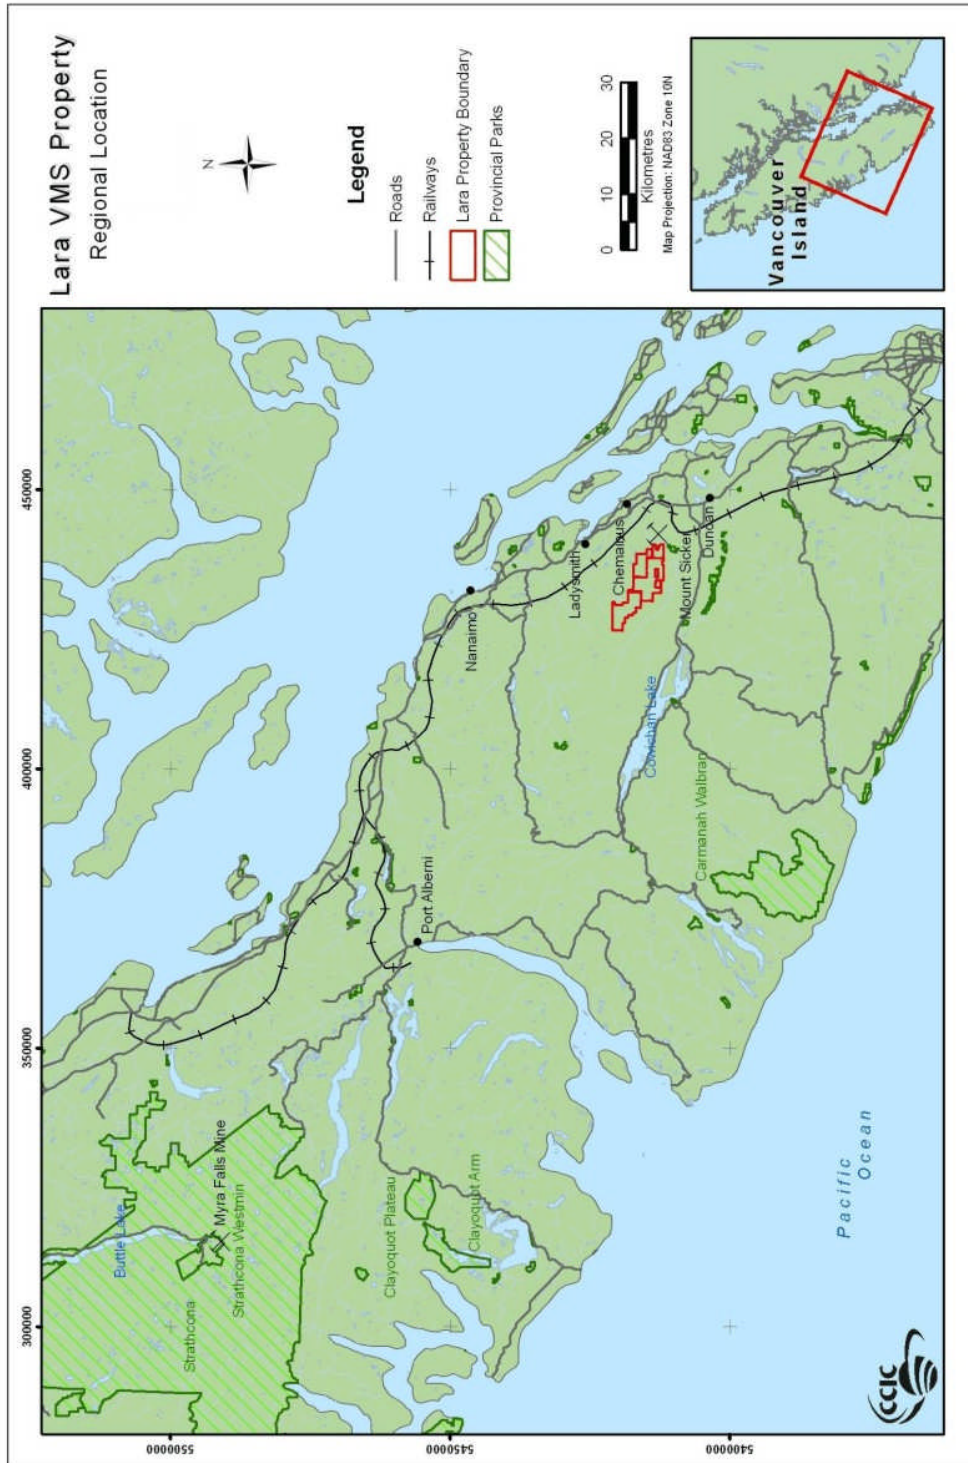 Lara VMS Property
Regional Location
N
Legend
Roads
Railways
Lara Property Boundary
Provincial Parks
0 10 20 30
Kilometres
Map Projection: NAD83 Zone 10N
Vancouver
Island
300000 350000 400000 450000
5500000
5450000
5400000
Buttle Lake
Myra Falls Mine
Strathcona Westmin
Strathcona
Clayoquot Plateau
Clayoquot Arm
Port Alberni
Nanaimo
Ladysmith
Chemainus
Mount Sicker
Duncan
Cowichan Lake
Carmanah Walbran
Pacific
Ocean
CCIC